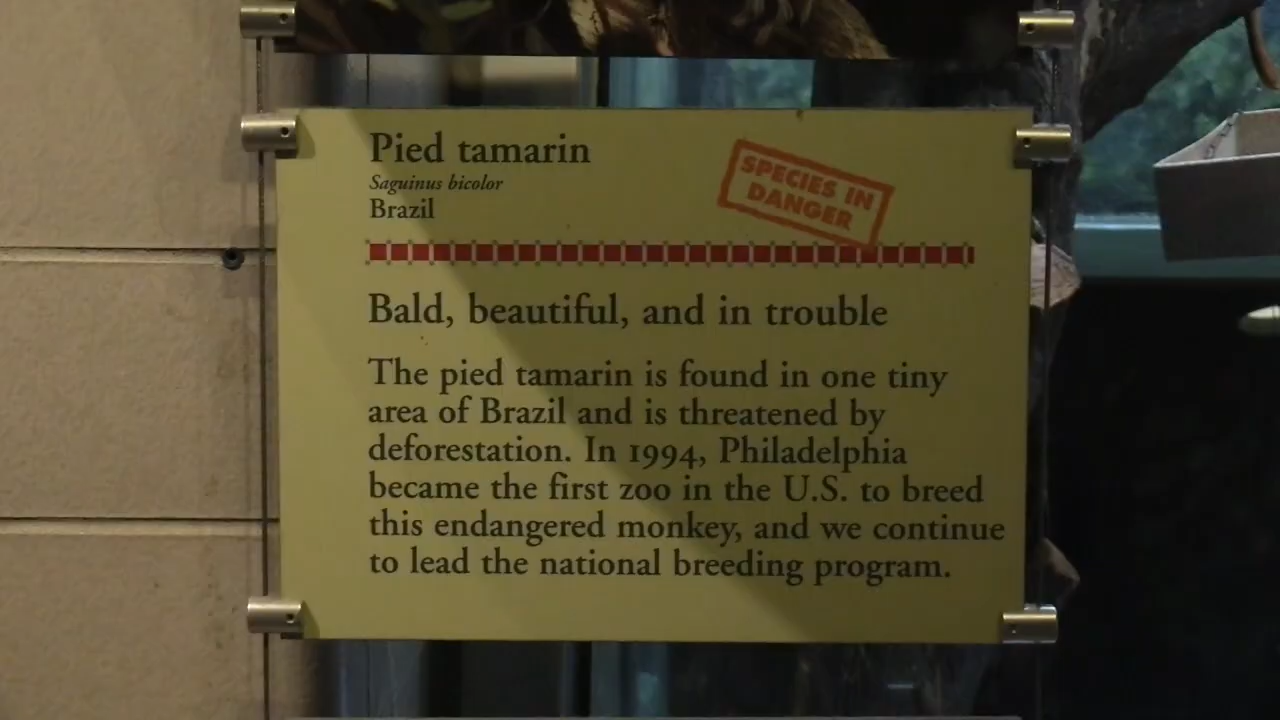 Pied tamarin
Saguinus bicolor
Brazil
SPECIES IN
DANGER
Bald, beautiful, and in trouble
The pied tamarin is found in one tiny
area of Brazil and is threatened by
deforestation. In 1994, Philadelphia
became the first zoo in the U.S. to breed
this endangered monkey, and we continue
to lead the national breeding program.